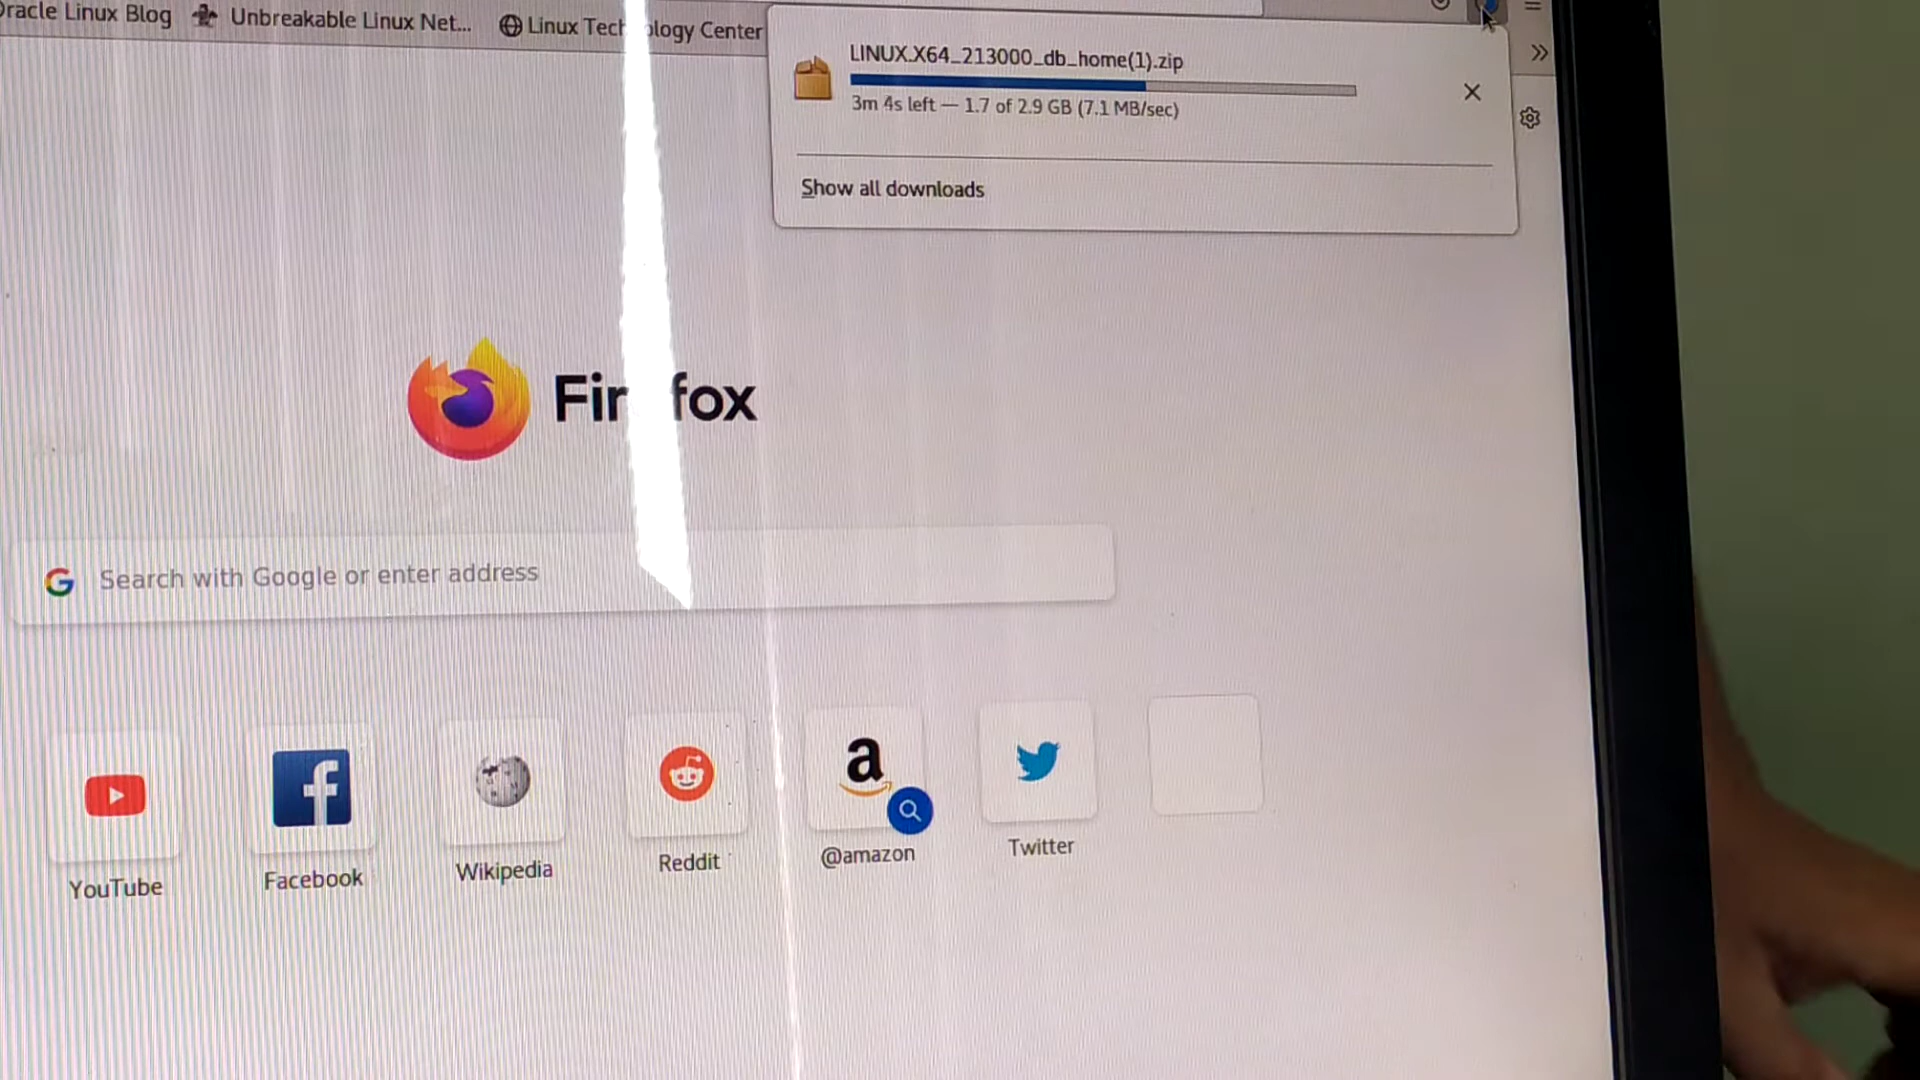 Oracle Linux Blog Unbreakable Linux Net... Linux Tech ology Center
LINUX.X64_213000_db_home(1).zip
3m 4s left — 1.7 of 2.9 GB (7.1 MB/sec)
Show all downloads
Fir fox
G Search with Google or enter address
a
YouTube Facebook Wikipedia Reddit @amazon Twitter